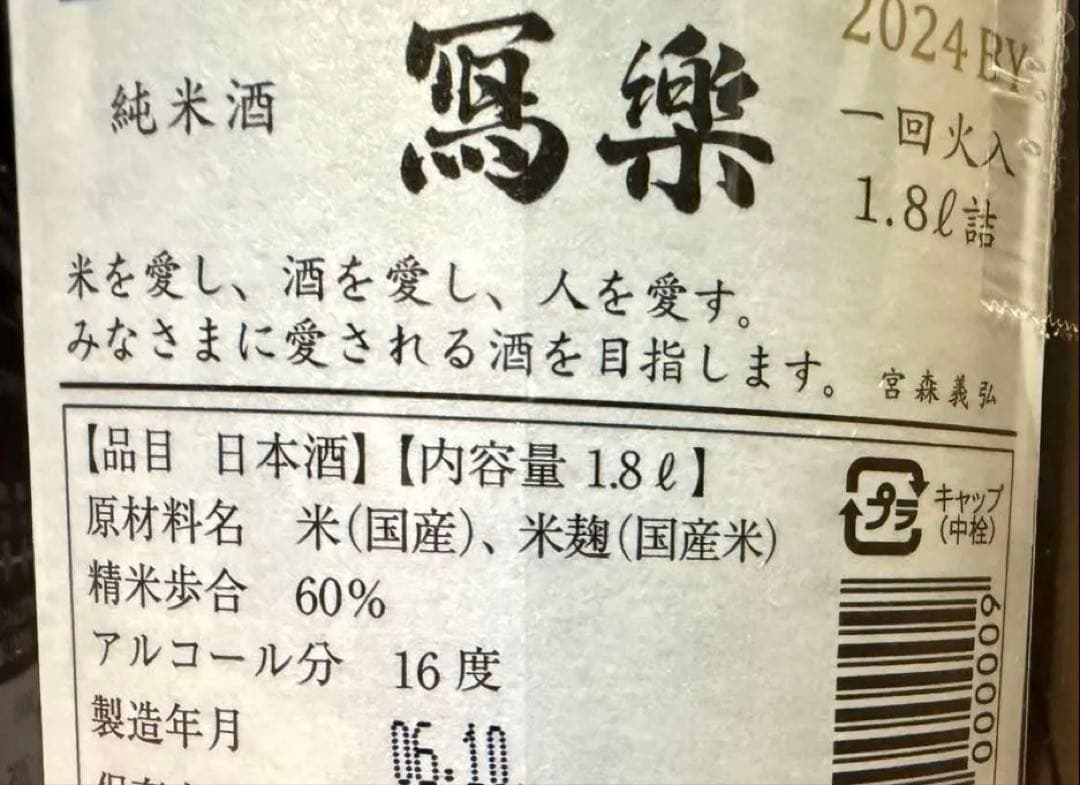 純米酒
寫樂
2024BY
一回火入
1.8ℓ詰
米を愛し、酒を愛し、人を愛す。
みなさまに愛される酒を目指します。
宮森義弘
【品目 日本酒】【内容量 1.8ℓ】
原材料名 米(国産)、米麹(国産米)
精米歩合 60%
アルコール分 16度
製造年月 06.10
プラ
キャップ
(中栓)
600000